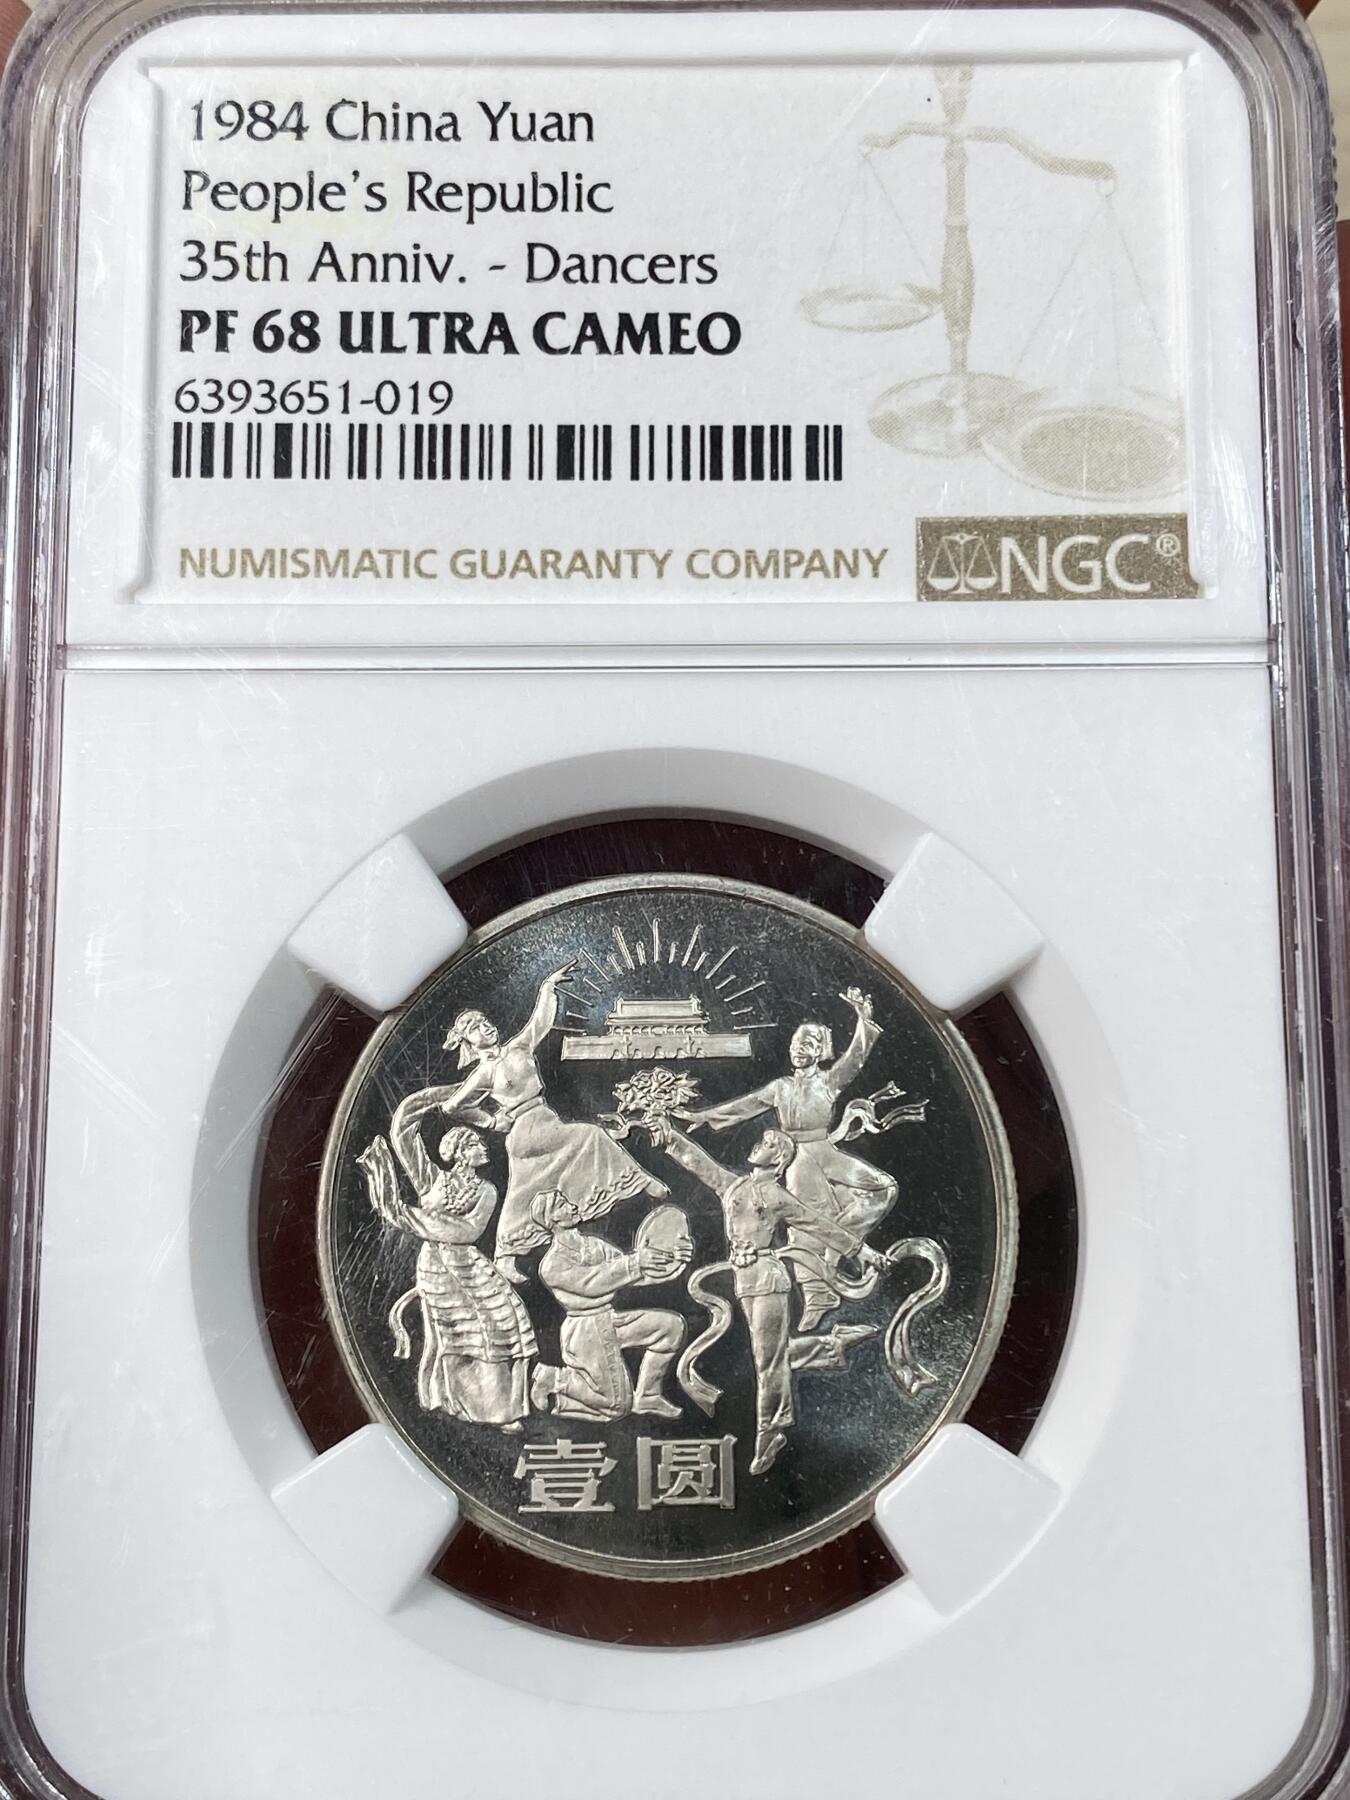 1984 China Yuan
People's Republic
35th Anniv. - Dancers
PF 68 ULTRA CAMEO
6393651-019
NUMISMATIC GUARANTY COMPANY
NGC®
壹圆